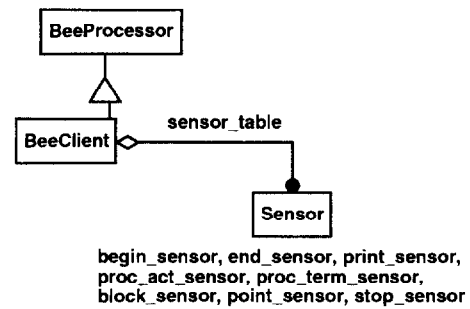 BeeProcessor
sensor_table
BeeClient
Sensor
begin_sensor, end_sensor, print_sensor,
proc_act_sensor, proc_term_sensor,
block_sensor, point_sensor, stop_sensor